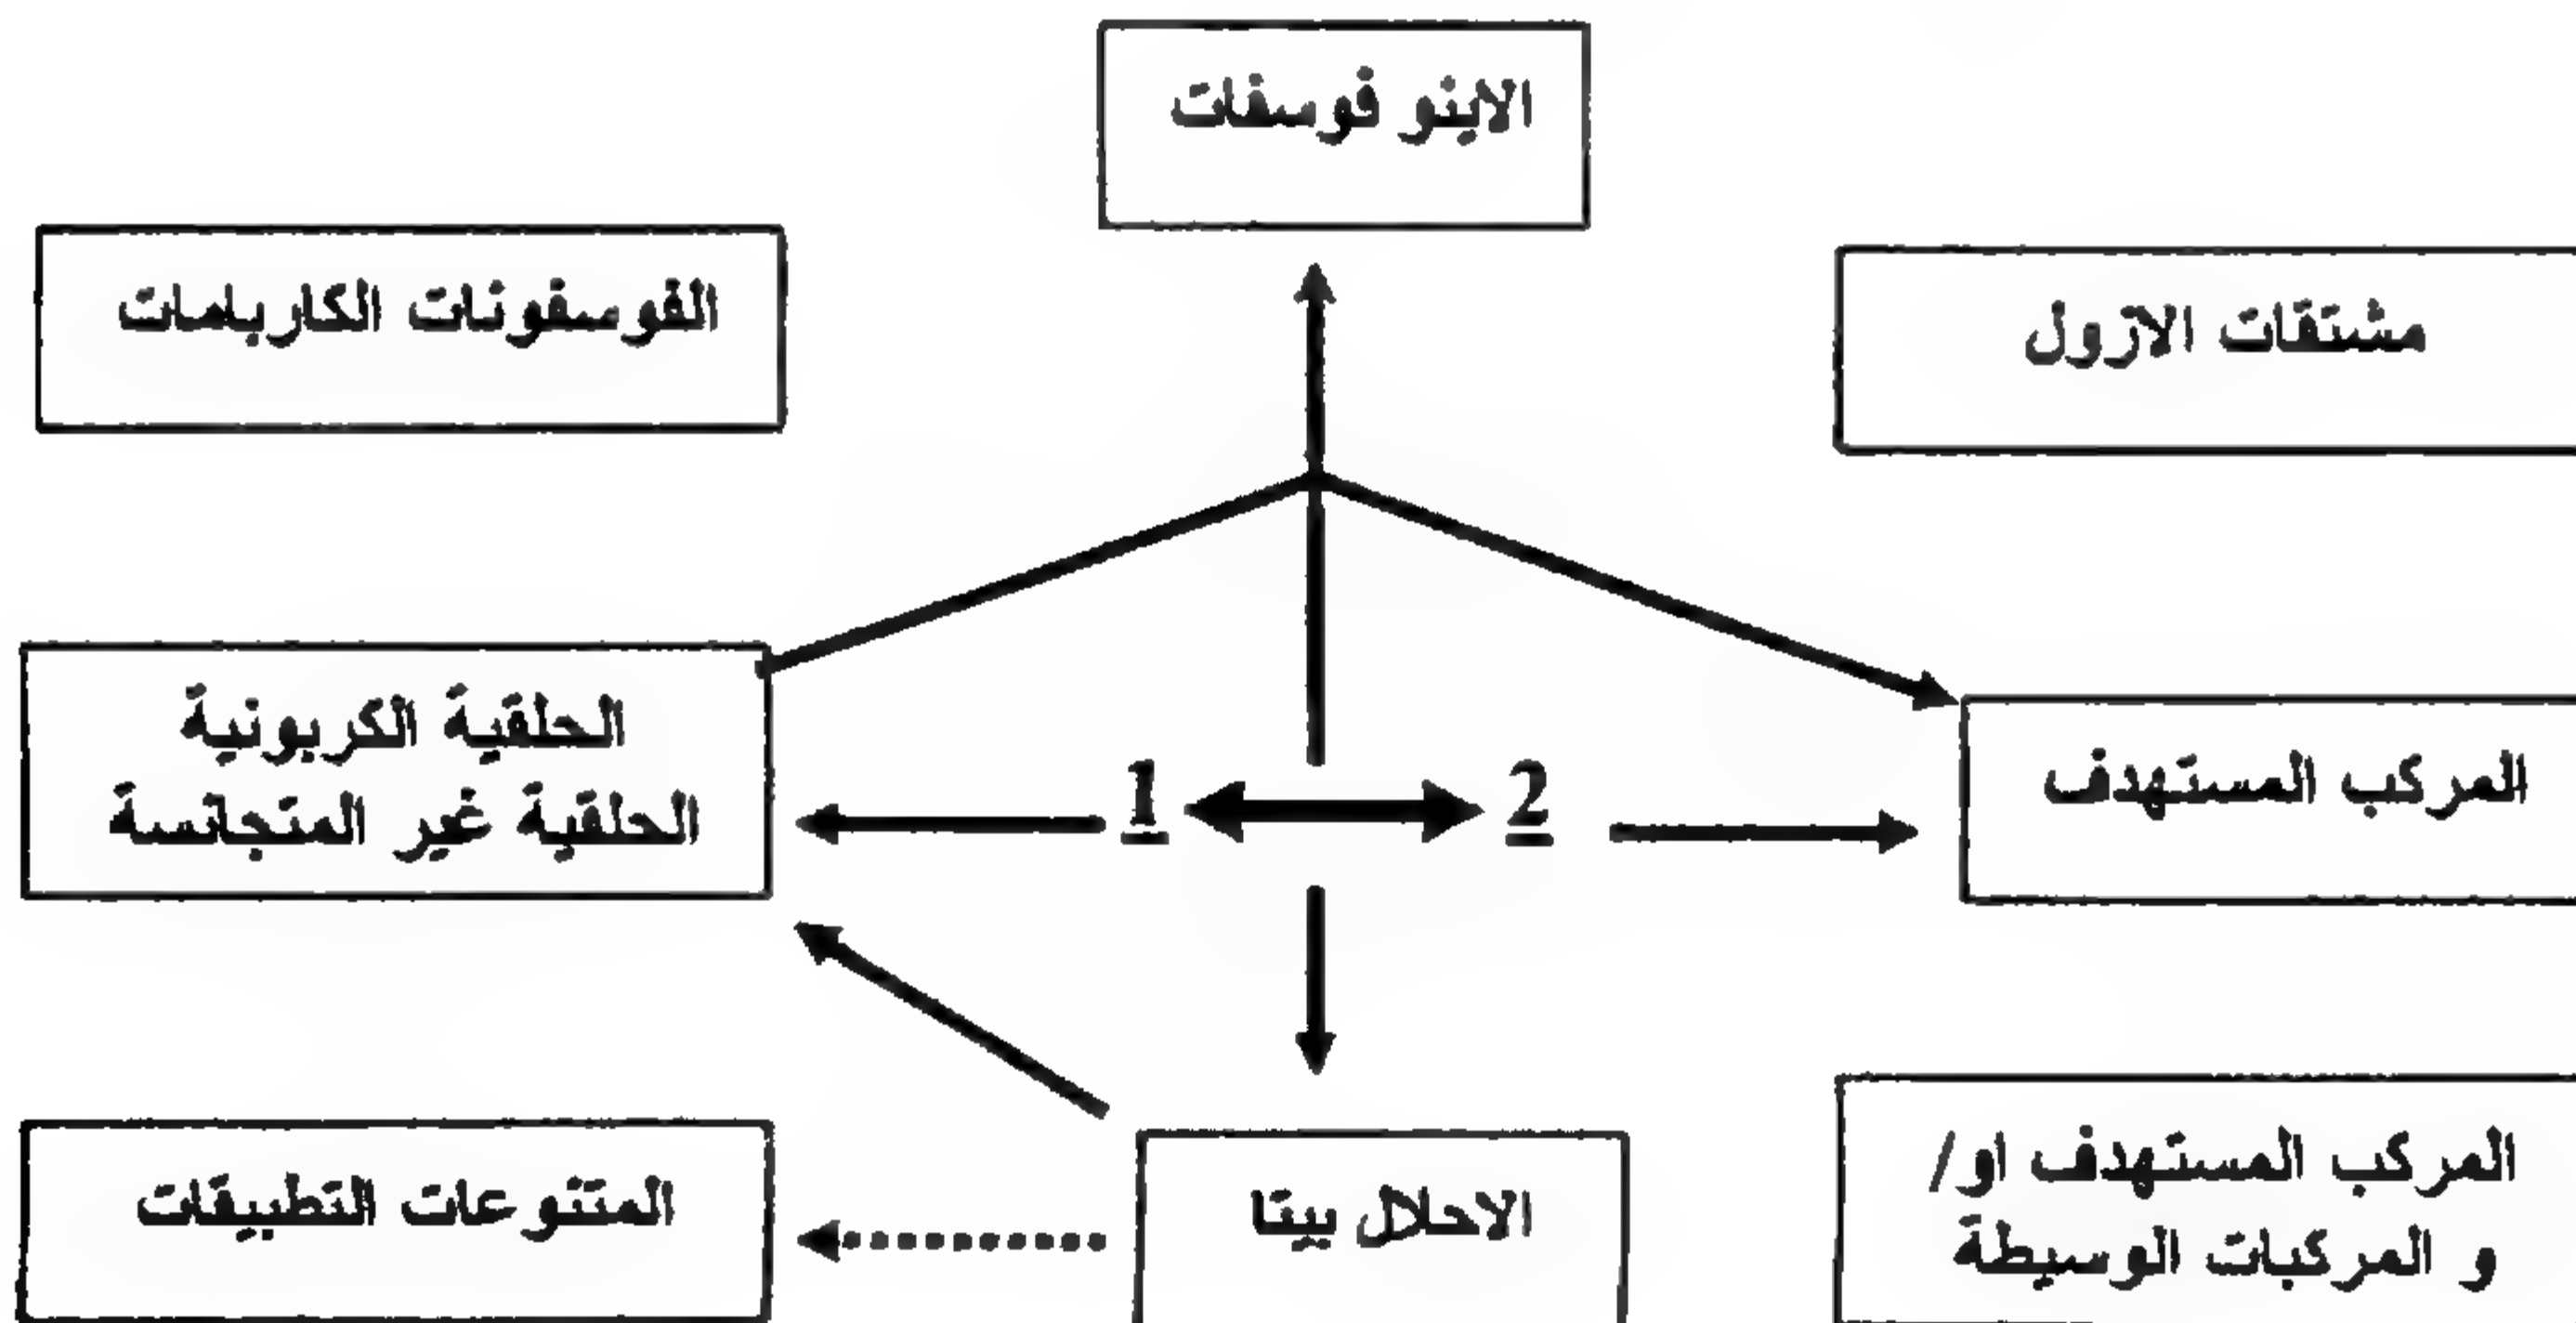 الاينو فوسفات
مشتقات الازول
الفوسفونات الكاربامات
المركب المستهدف
2
1
الحلقية الكربونية
الحلقية غير المتجانسة
المركب المستهدف او/
و المركبات الوسيطة
الاحلال بيتا
المتنوعات التطبيقات